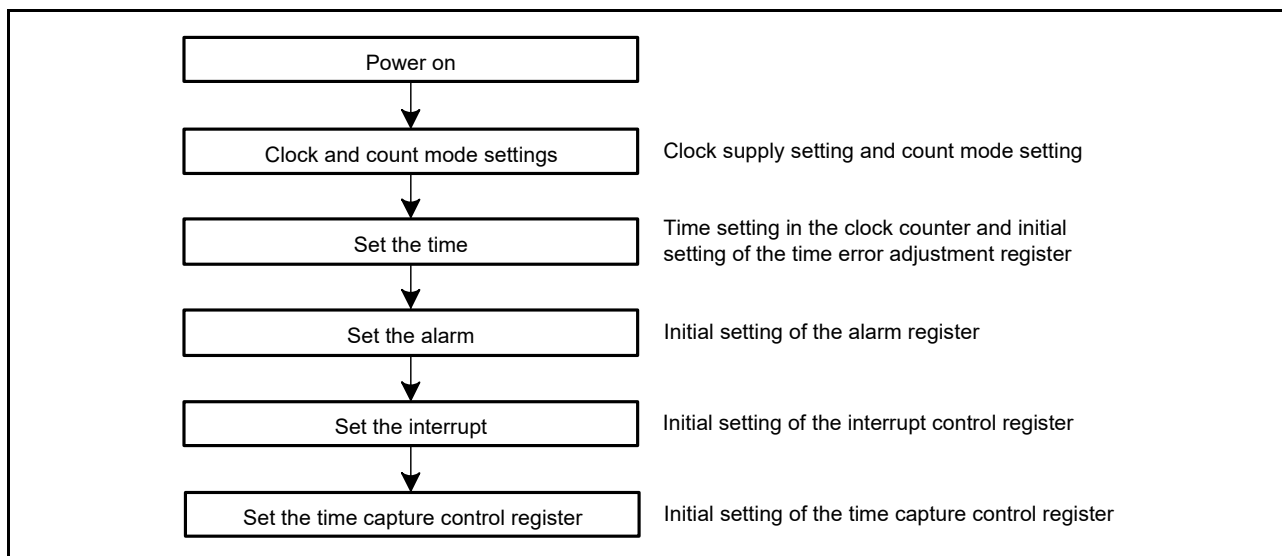 Power on
Clock and count mode settings
Clock supply setting and count mode setting
Set the time
Time setting in the clock counter and initial
setting of the time error adjustment register
Set the alarm
Initial setting of the alarm register
Set the interrupt
Initial setting of the interrupt control register
Set the time capture control register
Initial setting of the time capture control register